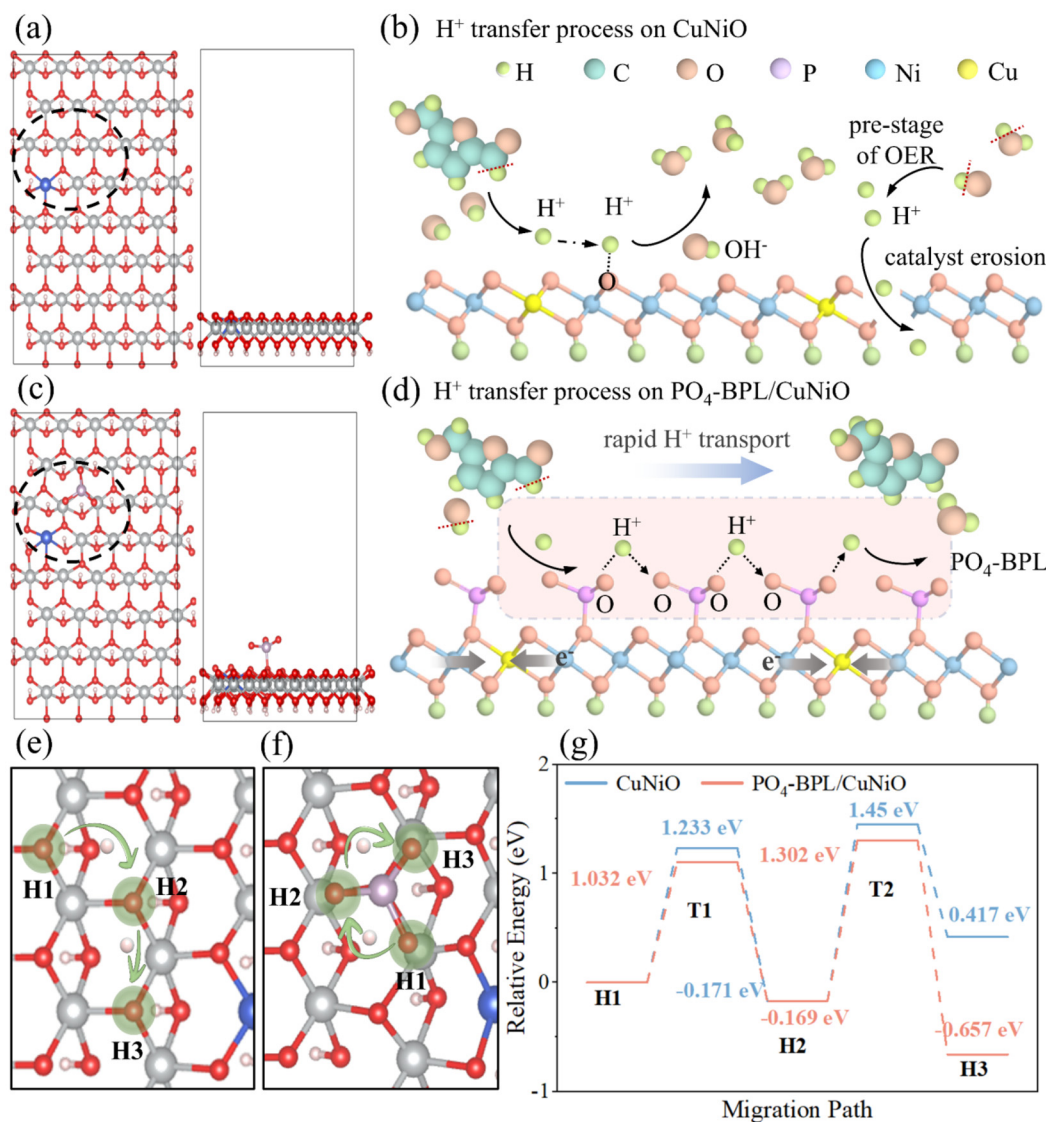 (a)
(b) H⁺ transfer process on CuNiO
H C O P Ni Cu
pre-stage
of OER
H⁺ H⁺
H⁺
OH⁻
catalyst erosion
O
(c)
(d) H⁺ transfer process on PO₄-BPL/CuNiO
rapid H⁺ transport
H⁺ H⁺
PO₄-BPL
O O O O
e⁻ e⁻
(e)
H1
H2
H3
(f)
H3
H2
H1
(g)
2
1
0
-1
Relative Energy (eV)
CuNiO PO₄-BPL/CuNiO
1.233 eV 1.45 eV
1.032 eV 1.302 eV
T1 T2
0.417 eV
H1
-0.171 eV
-0.169 eV
H2
-0.657 eV
H3
Migration Path